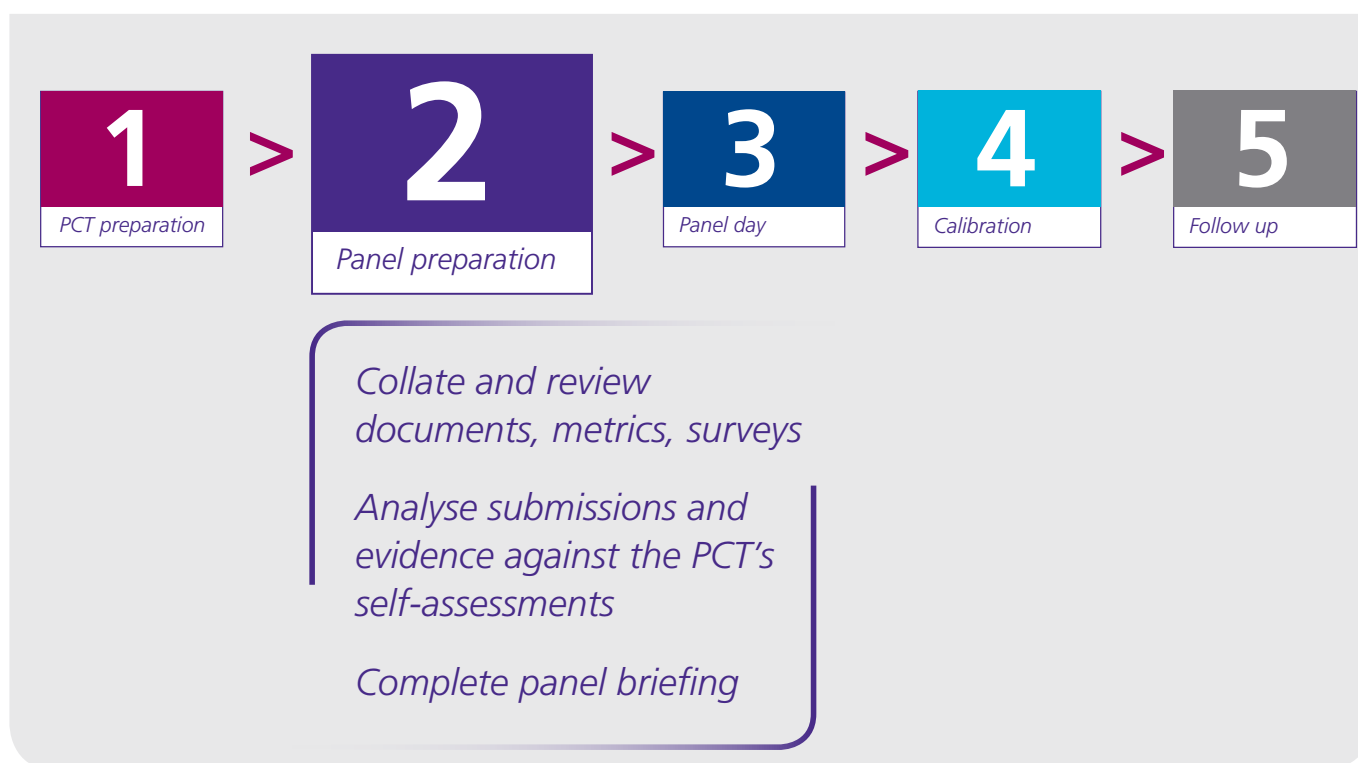 1 > 2 > 3 > 4 > 5
PCT preparation
Panel preparation
Panel day
Calibration
Follow up
Collate and review
documents, metrics, surveys
Analyse submissions and
evidence against the PCT’s
self-assessments
Complete panel briefing